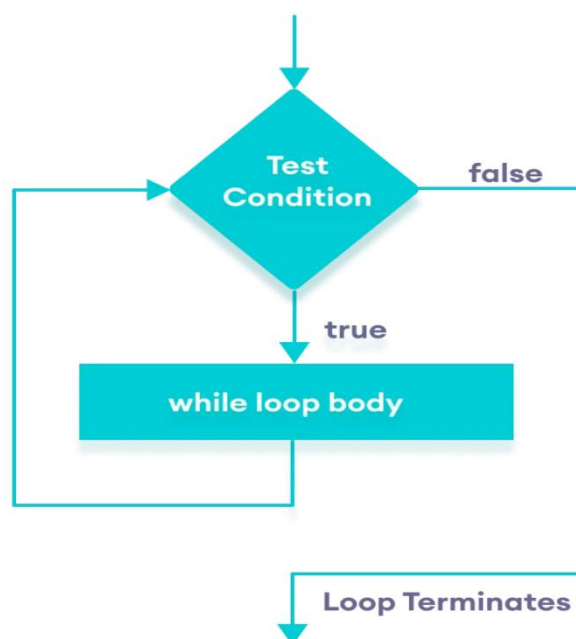 Test
Condition
false
true
while loop body
Loop Terminates